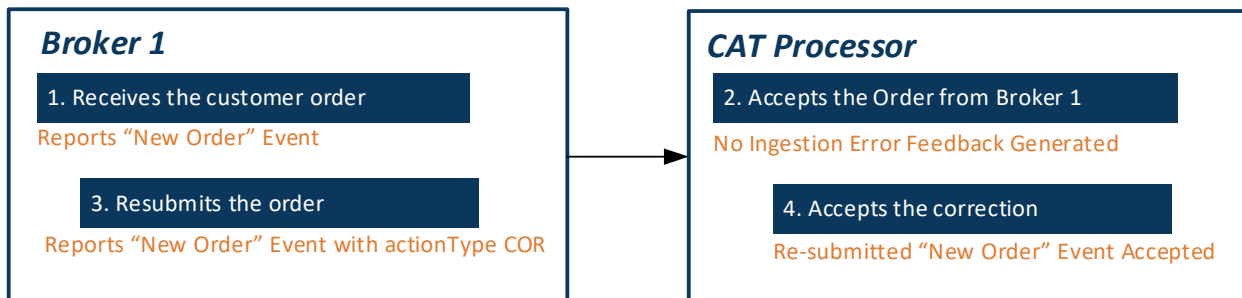 Broker 1
1. Receives the customer order
Reports “New Order” Event
3. Resubmits the order
Reports “New Order” Event with actionType COR
CAT Processor
2. Accepts the Order from Broker 1
No Ingestion Error Feedback Generated
4. Accepts the correction
Re-submitted “New Order” Event Accepted